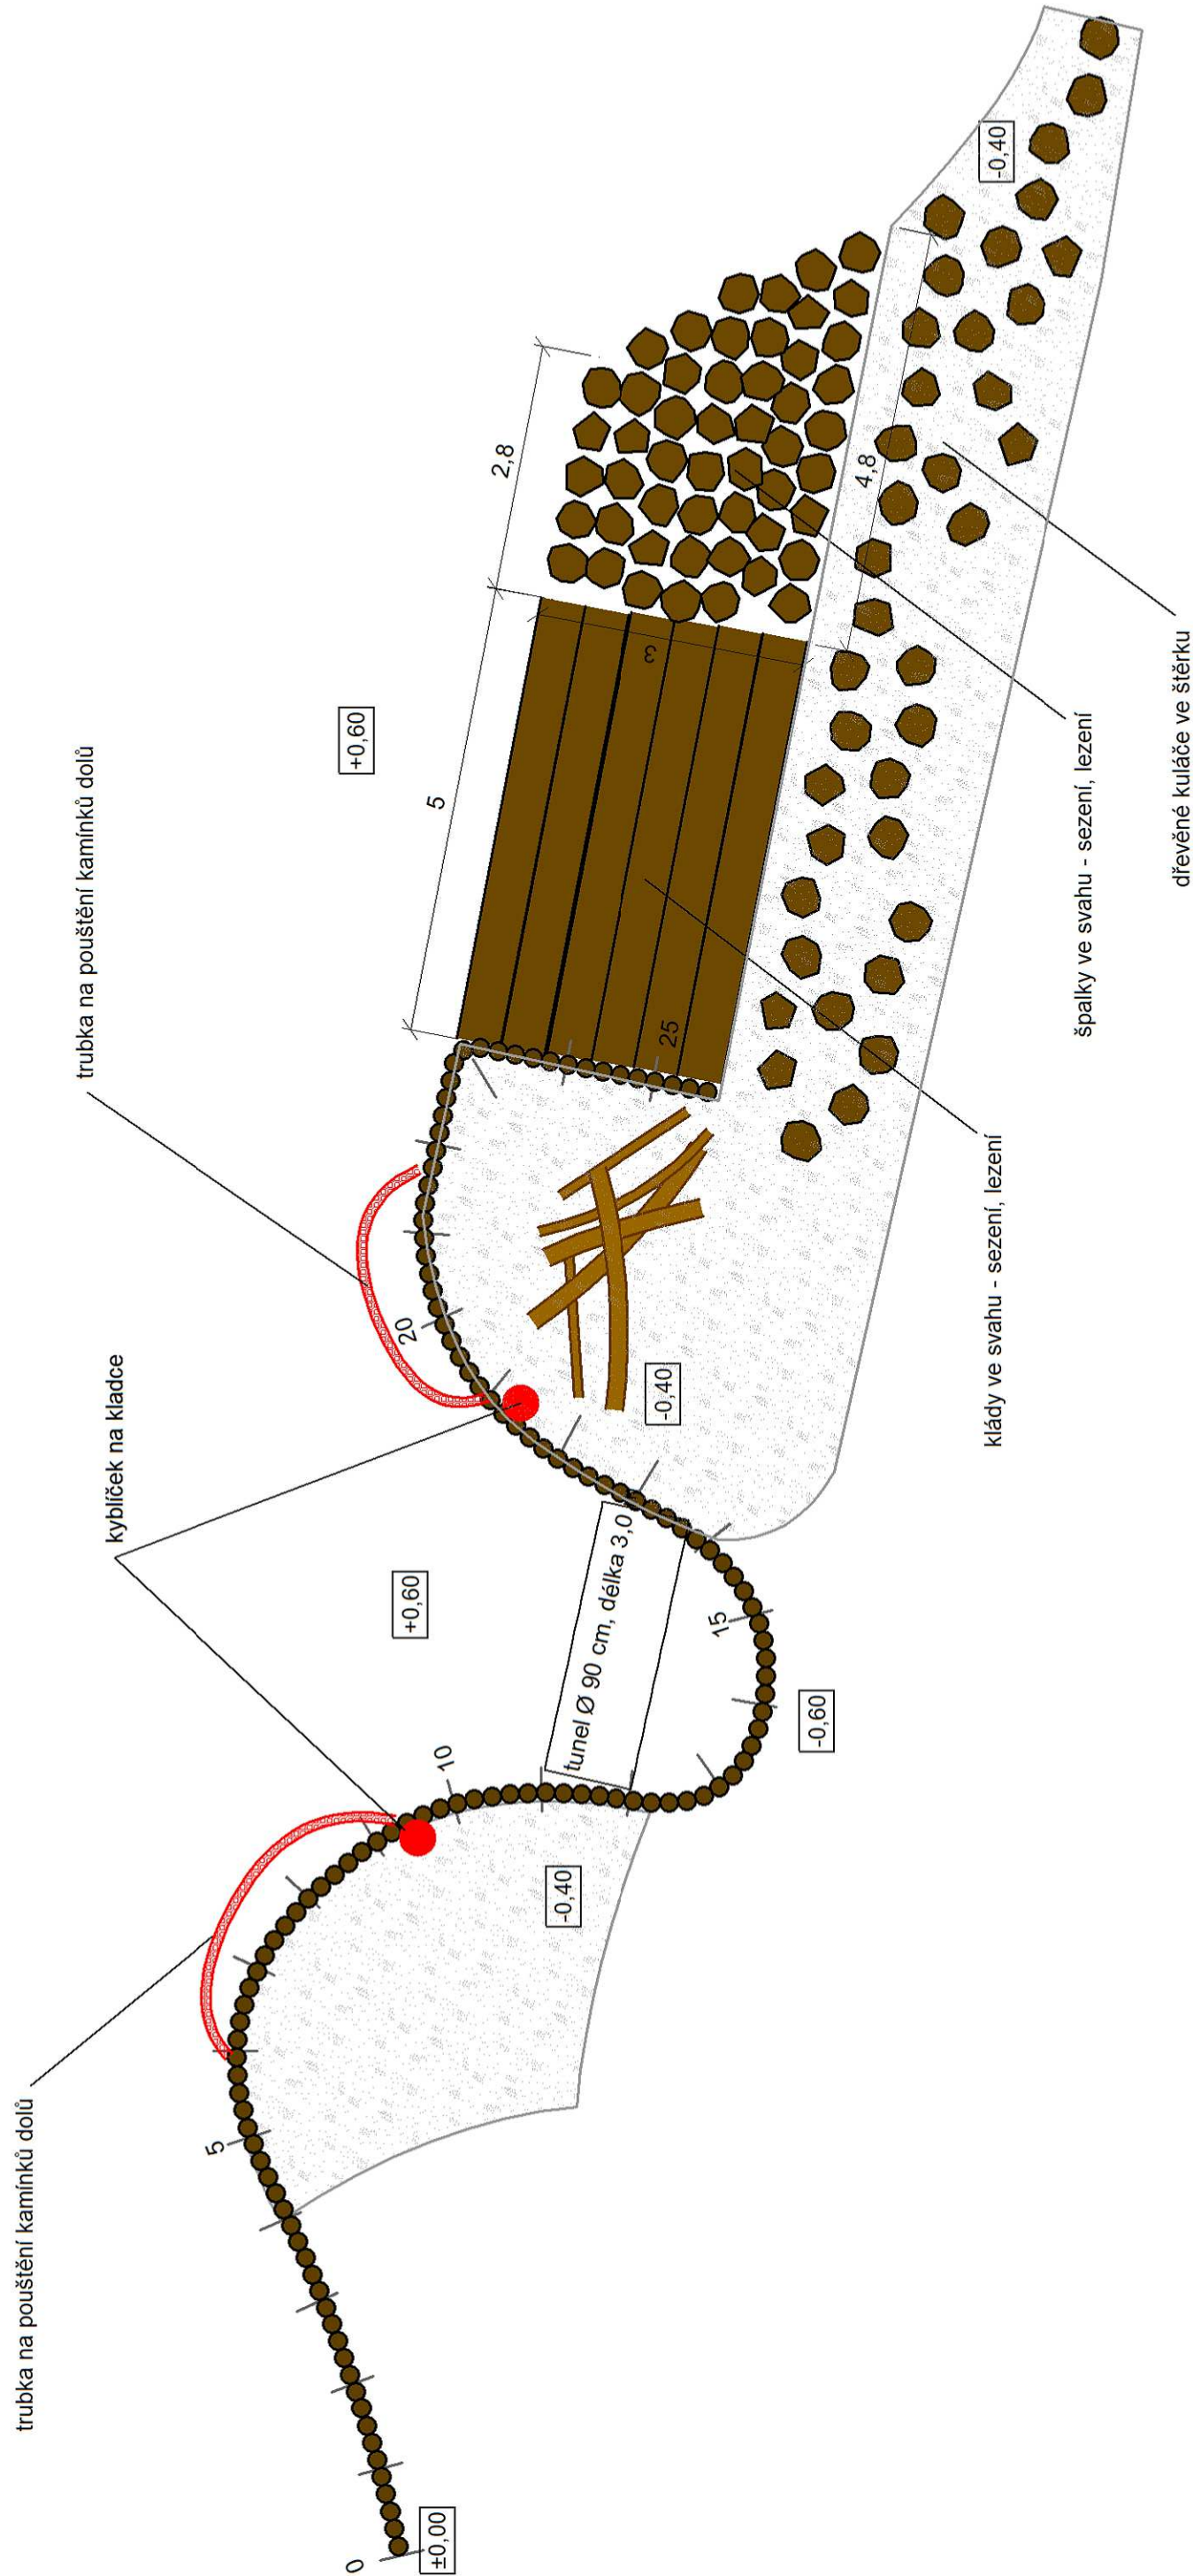 trubka na pouštění kamínků dolů
trubka na pouštění kamínků dolů
kyblíček na kladce
+0,60
+0,60
5
2,8
3
4,8
0
±0,00
5
10
15
20
25
tunel Ø 90 cm, délka 3,0
-0,40
-0,60
-0,40
-0,40
klády ve svahu - sezení, lezení
špalky ve svahu - sezení, lezení
dřevěné kuláče ve štěrku